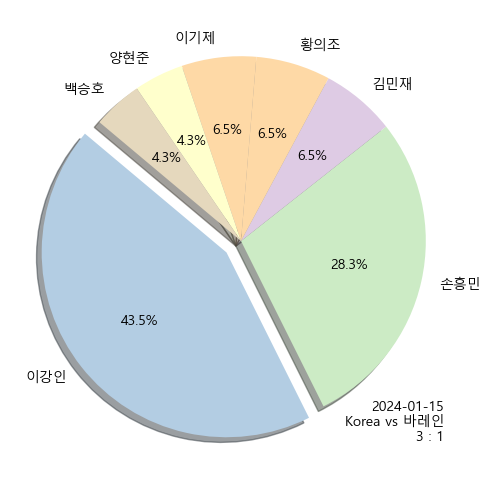 이기제
황의조
양현준
김민재
백승호
6.5%
6.5%
4.3%
4.3%
6.5%
28.3%
손흥민
43.5%
이강인
2024-01-15
Korea vs 바레인
3 : 1